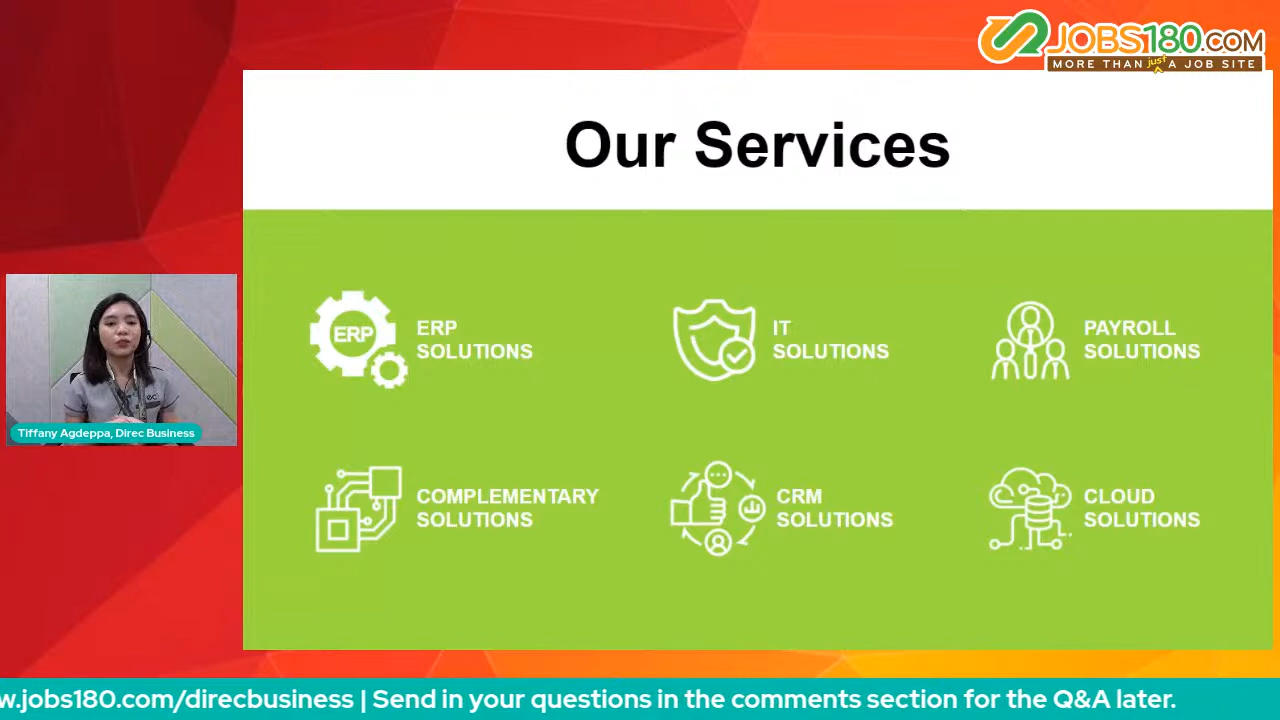 JOBS180.COM
MORE THAN just A JOB SITE
Our Services
ERP
ERP
SOLUTIONS
IT
SOLUTIONS
PAYROLL
SOLUTIONS
COMPLEMENTARY
SOLUTIONS
CRM
SOLUTIONS
CLOUD
SOLUTIONS
Tiffany Agdeppa, Direc Business
w.jobs180.com/direcbusiness | Send in your questions in the comments section for the Q&A later.